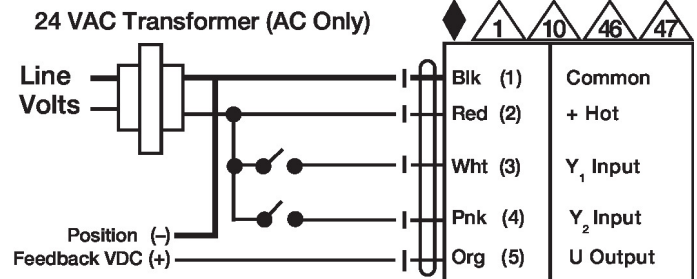 24 VAC Transformer (AC Only)
1 10 46 47
Line
Volts
Blk (1) Common
Red (2) + Hot
Wht (3) Y1 Input
Pnk (4) Y2 Input
Position (–)
Feedback VDC (+)
Org (5) U Output